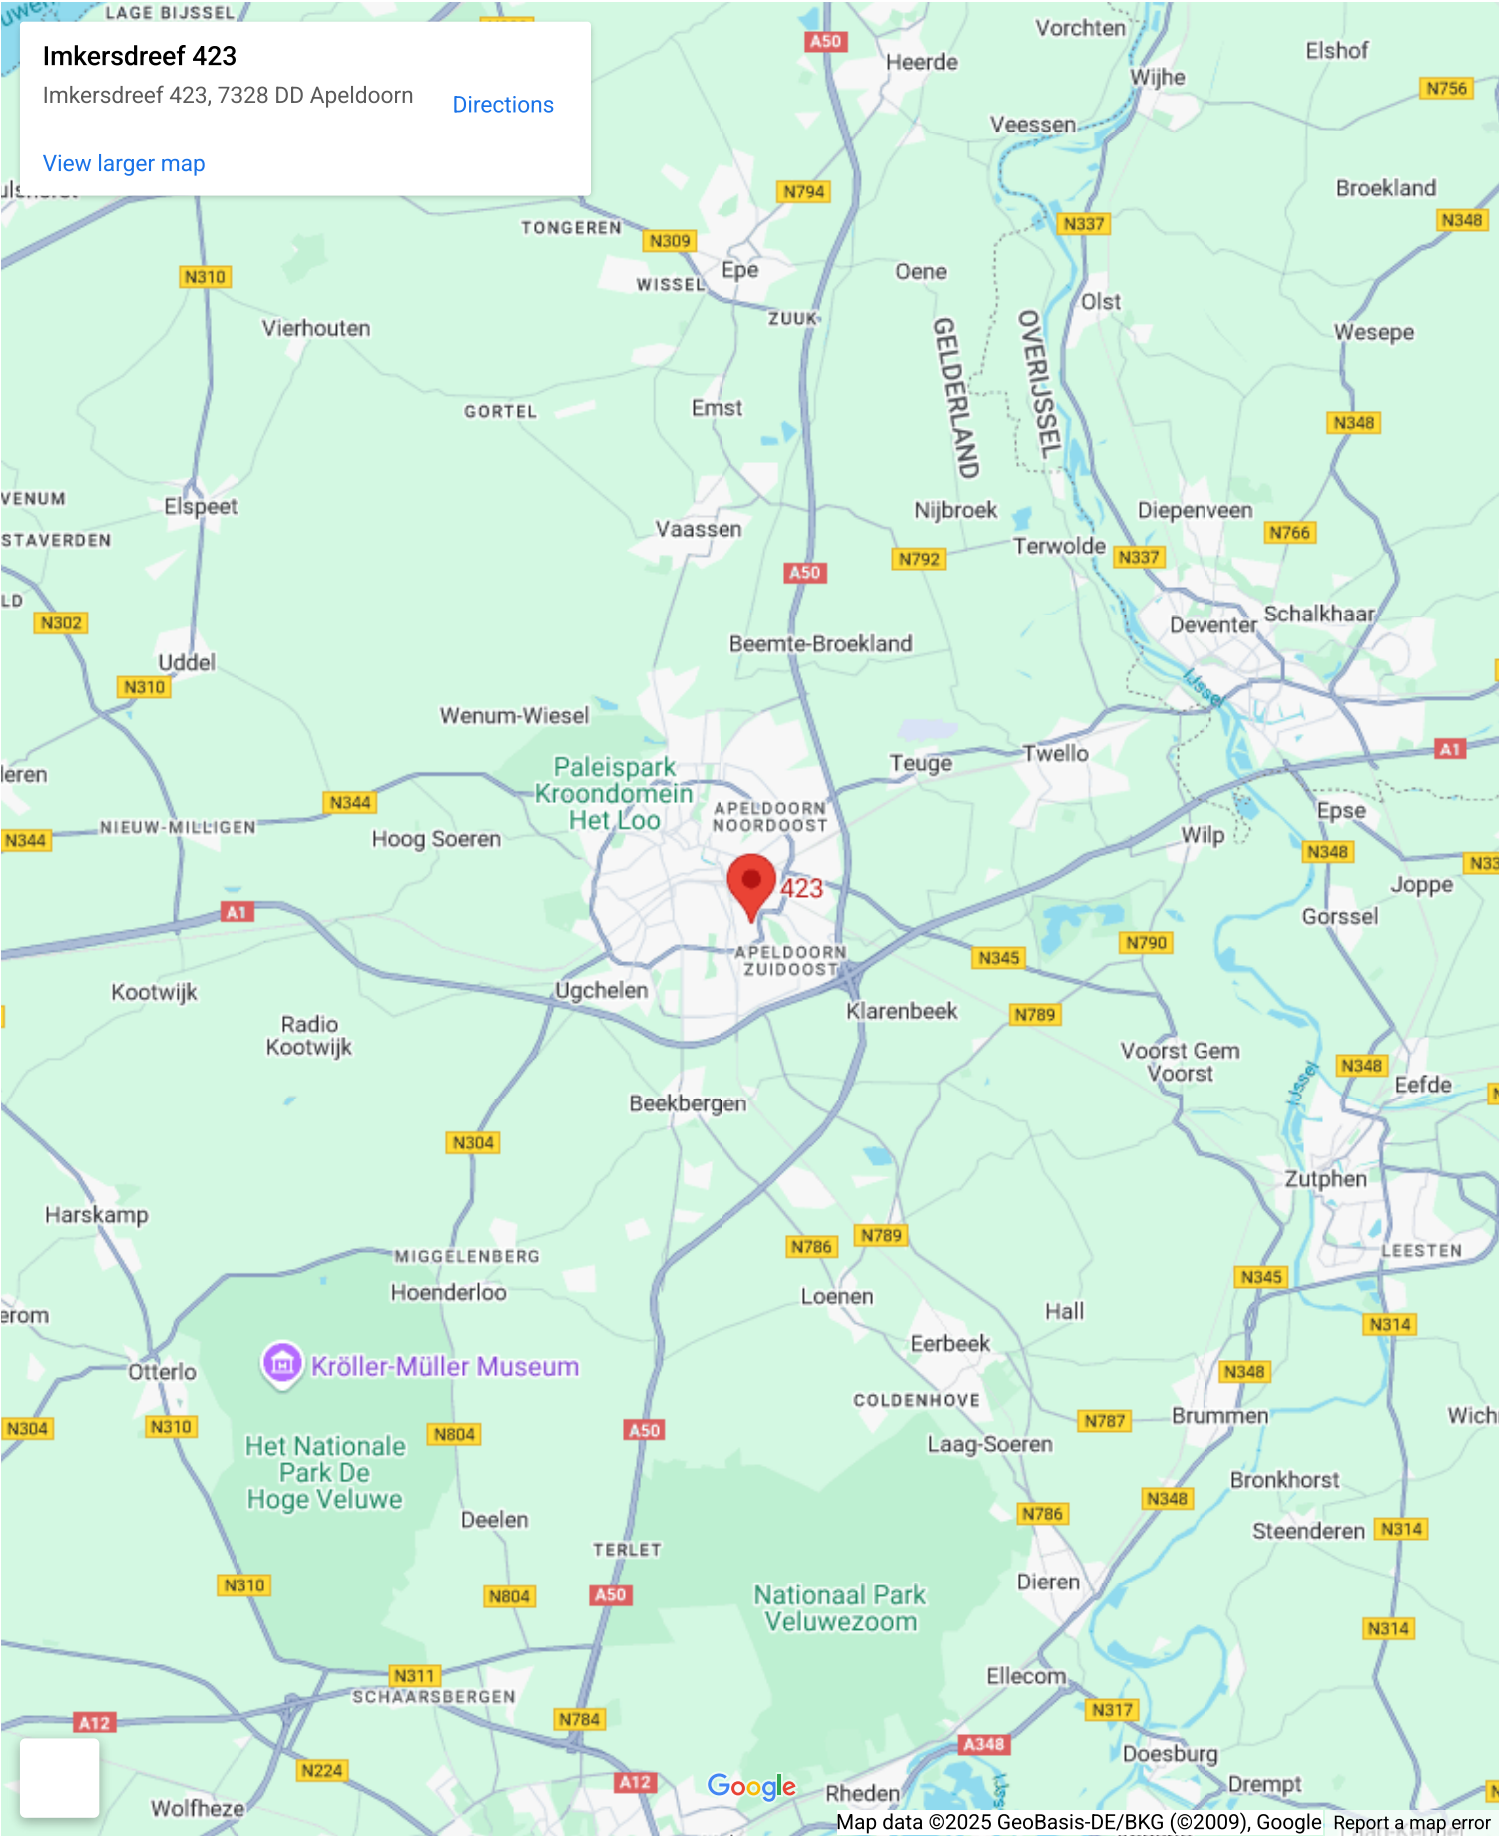 LAGE BIJSSEL
Imkersdreef 423
Imkersdreef 423, 7328 DD Apeldoorn
Directions
View larger map
A50
Heerde
Vorchten
Elshof
Wijhe
N756
Veessen
N794
Broekland
N348
N337
TONGEREN
N309
Epe
WISSEL
Oene
N310
ZUUK
Olst
Vierhouten
Wesepe
GELDERLAND
OVERIJSSEL
GORTEL
Emst
N348
VENUM
Elspeet
STAVERDEN
Vaassen
Nijbroek
Diepenveen
N766
Terwolde
N337
N792
A50
LD
N302
Schalkhaar
Deventer
Beemte-Broekland
Uddel
N310
IJssel
Wenum-Wiesel
A1
Twello
Teuge
Paleispark
Kroondomein
Het Loo
leren
N344
APELDOORN
NOORDOOST
Epse
NIEUW-MILLIGEN
N344
Hoog Soeren
Wilp
N348
N33
423
Joppe
A1
Gorssel
N790
APELDOORN
ZUIDOOST
N345
Kootwijk
Ugchelen
Klarenbeek
N789
Radio
Kootwijk
Voorst Gem
Voorst
N348
IJssel
Eefde
Beekbergen
N304
Zutphen
Harskamp
N789
N786
LEESTEN
MIGGELENBERG
N345
Hoenderloo
Loenen
Hall
erom
N314
Eerbeek
Kröller-Müller Museum
Otterlo
N348
COLDENHOVE
N304
N310
N804
A50
N787
Brummen
Wich
Laag-Soeren
Het Nationale
Park De
Hoge Veluwe
Bronkhorst
N348
N786
Deelen
Steenderen
N314
TERLET
Dieren
N310
N804
A50
Nationaal Park
Veluwezoom
N314
N311
Ellecom
SCHAARSBERGEN
N317
A12
N784
A348
Doesburg
N224
A12
Google
Rheden
Drempt
Wolfheze
Map data ©2025 GeoBasis-DE/BKG (©2009), Google
Report a map error